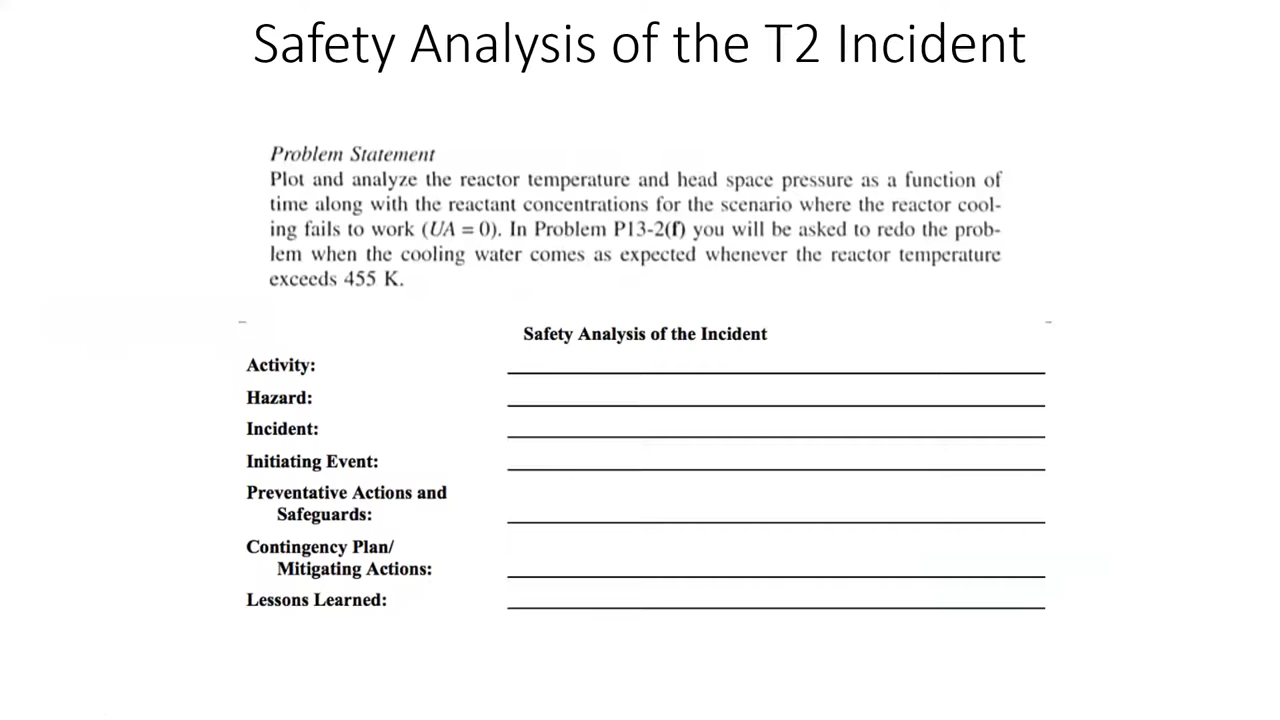 Safety Analysis of the T2 Incident
Problem Statement
Plot and analyze the reactor temperature and head space pressure as a function of
time along with the reactant concentrations for the scenario where the reactor cool-
ing fails to work (UA = 0). In Problem P13-2(f) you will be asked to redo the prob-
lem when the cooling water comes as expected whenever the reactor temperature
exceeds 455 K.
Safety Analysis of the Incident
Activity:
Hazard:
Incident:
Initiating Event:
Preventative Actions and
Safeguards:
Contingency Plan/
Mitigating Actions:
Lessons Learned: